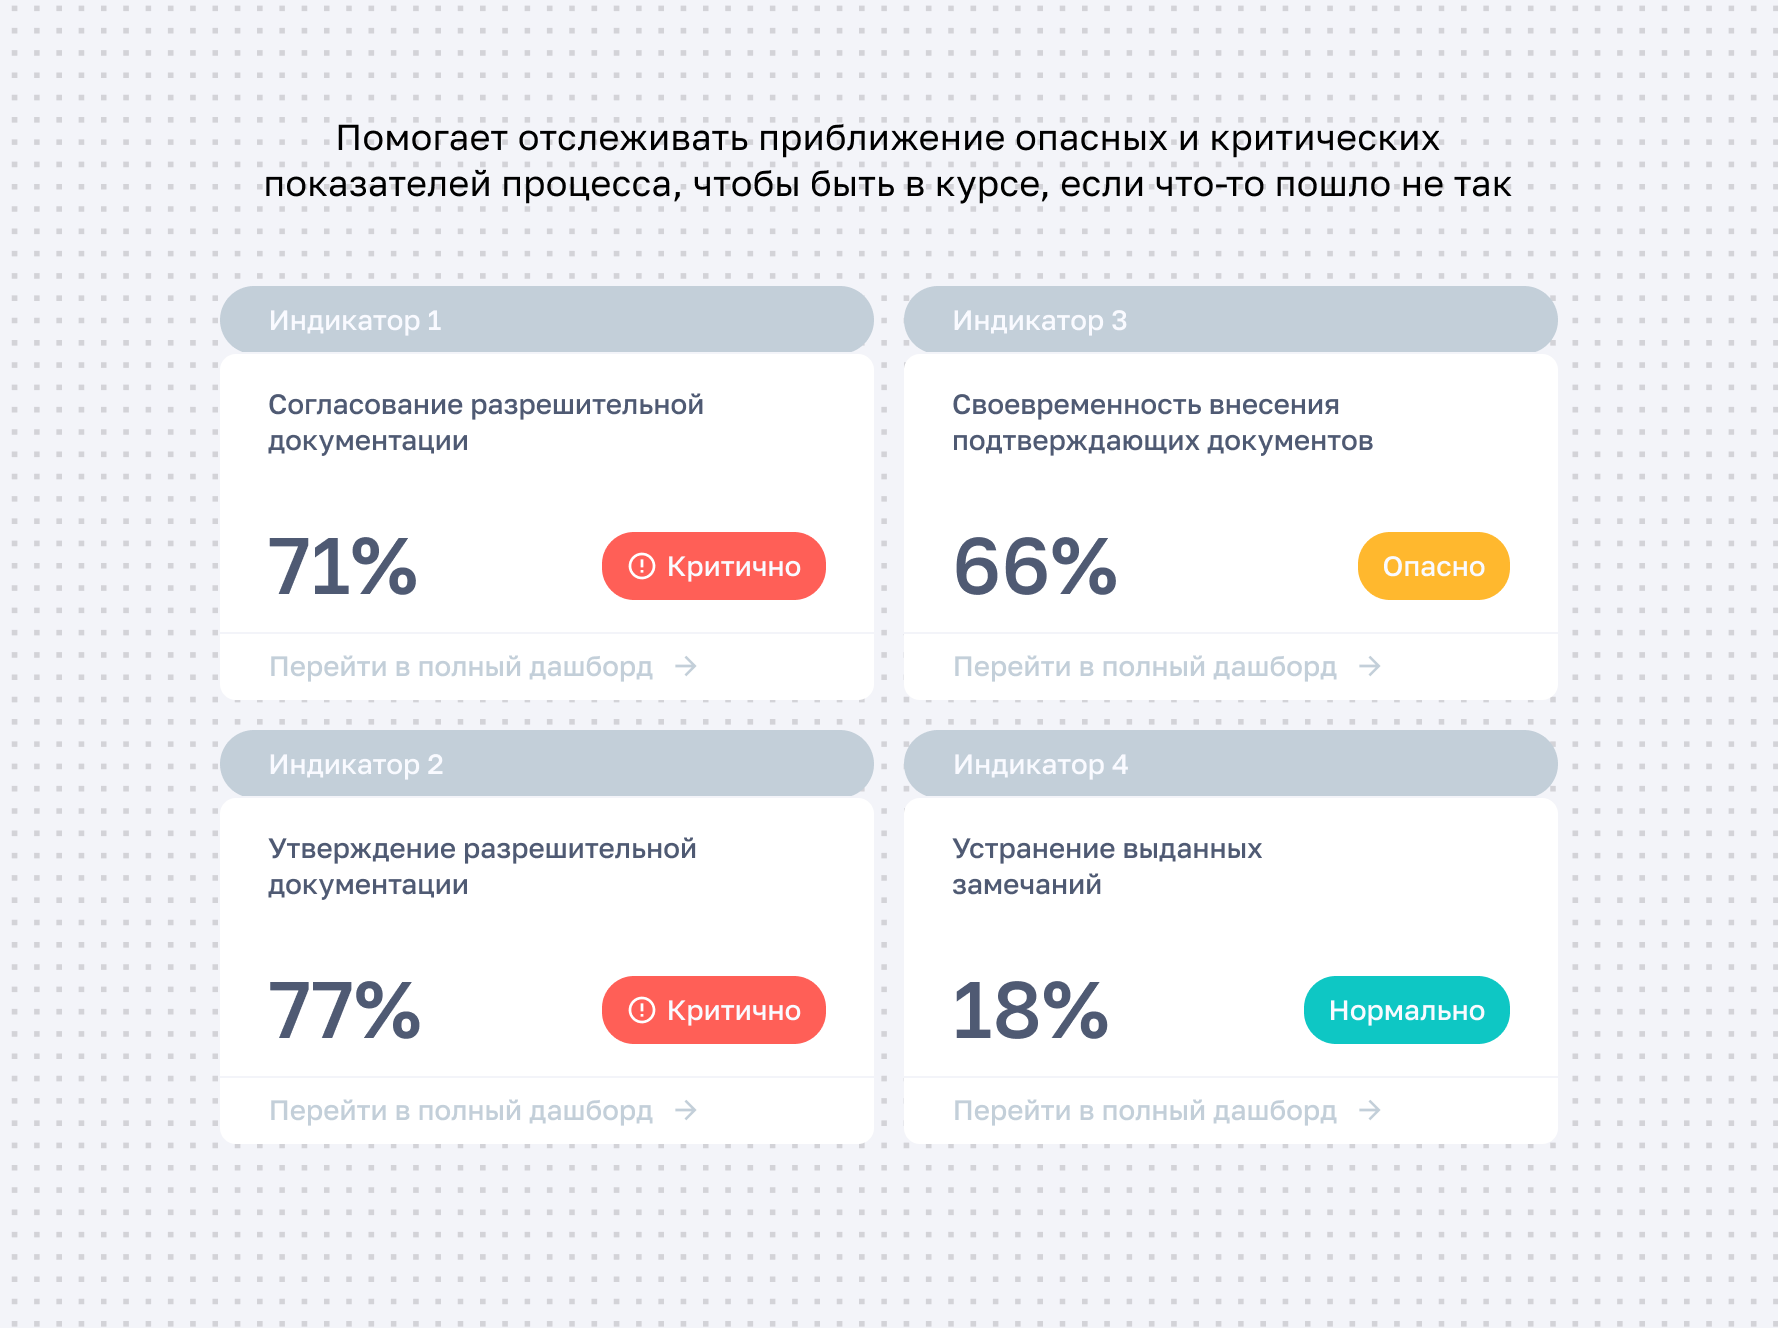 Помогает отслеживать приближение опасных и критических
показателей процесса, чтобы быть в курсе, если что-то пошло не так
Индикатор 1
Согласование разрешительной
документации
71%
Критично
Перейти в полный дашборд →
Индикатор 3
Своевременность внесения
подтверждающих документов
66%
Опасно
Перейти в полный дашборд →
Индикатор 2
Утверждение разрешительной
документации
77%
Критично
Перейти в полный дашборд →
Индикатор 4
Устранение выданных
замечаний
18%
Нормально
Перейти в полный дашборд →